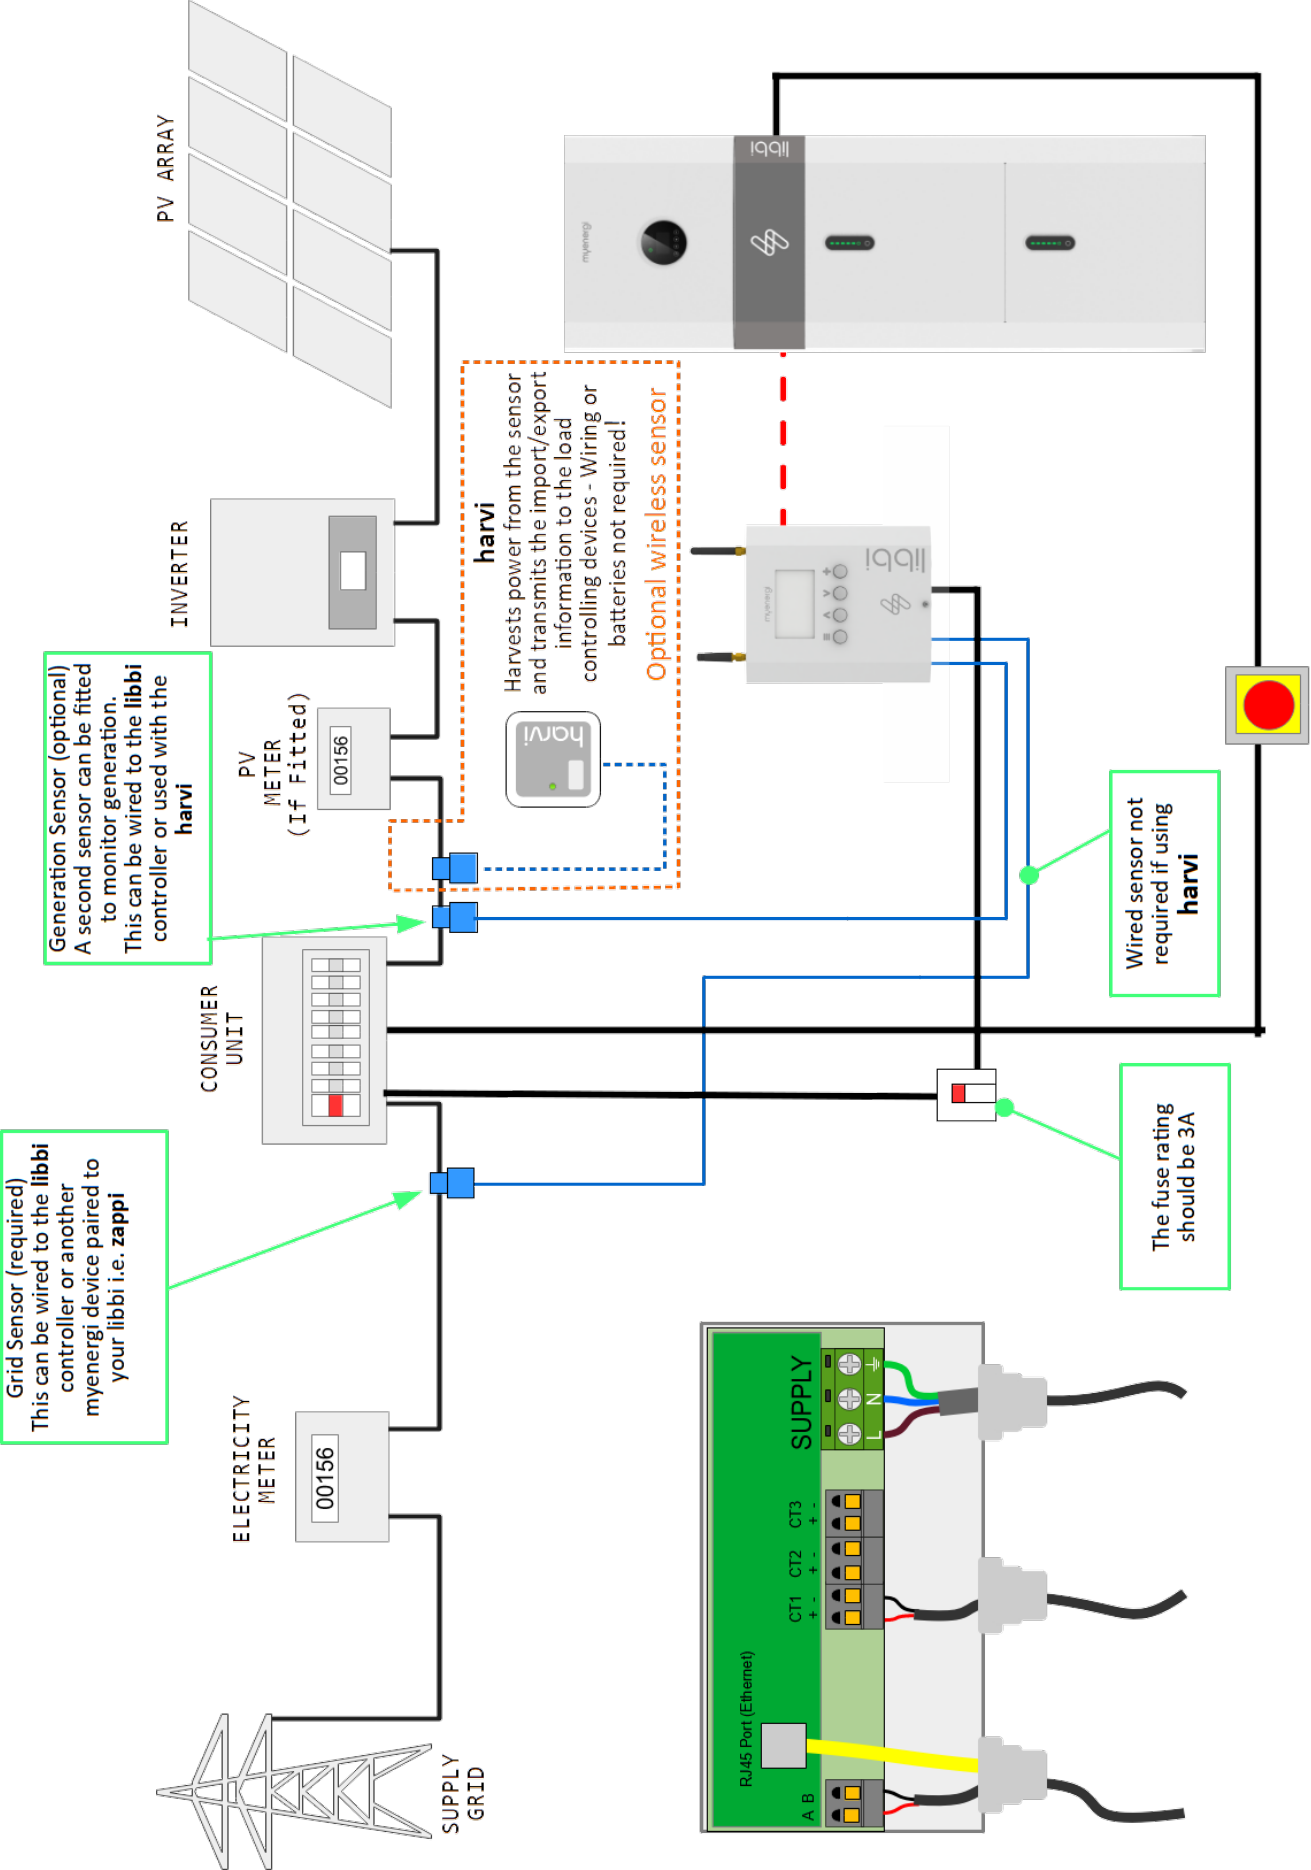 Grid Sensor (required)
This can be wired to the libbi
controller or another
myenergi device paired to
your libbi i.e. zappi
Generation Sensor (optional)
A second sensor can be fitted
to monitor generation.
This can be wired to the libbi
controller or used with the
harvi
SUPPLY
GRID
ELECTRICITY
METER
00156
CONSUMER
UNIT
PV
METER
(If Fitted)
00156
INVERTER
PV ARRAY
harvi
Harvests power from the sensor
and transmits the import/export
information to the load
controlling devices - Wiring or
batteries not required!
Optional wireless sensor
harvi
myenergi
libbi
myenergi
libbi
Wired sensor not
required if using
harvi
The fuse rating
should be 3A
RJ45 Port (Ethernet)
A B
CT1
+ -
CT2
+ -
CT3
+ -
SUPPLY
L N